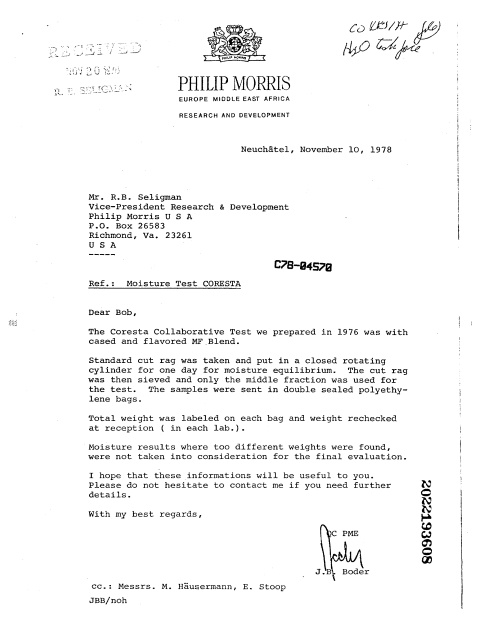 RECEIVED
NOV 20 1978
R. B. SELIGMAN
file
H2O test file
PHILIP MORRIS
EUROPE MIDDLE EAST AFRICA
RESEARCH AND DEVELOPMENT
Neuchâtel, November 10, 1978
Mr. R.B. Seligman
Vice-President Research & Development
Philip Morris U S A
P.O. Box 26583
Richmond, Va. 23261
U S A
-----
C78-04570
Ref.: Moisture Test CORESTA
Dear Bob,
The Coresta Collaborative Test we prepared in 1976 was with
cased and flavored MF Blend.
Standard cut rag was taken and put in a closed rotating
cylinder for one day for moisture equilibrium. The cut rag
was then sieved and only the middle fraction was used for
the test. The samples were sent in double sealed polyethy-
lene bags.
Total weight was labeled on each bag and weight rechecked
at reception ( in each lab.).
Moisture results where too different weights were found,
were not taken into consideration for the final evaluation.
I hope that these informations will be useful to you.
Please do not hesitate to contact me if you need further
details.
With my best regards,
QC PME
J.B. Boder
cc.: Messrs. M. Häusermann, E. Stoop
JBB/noh
2022193608